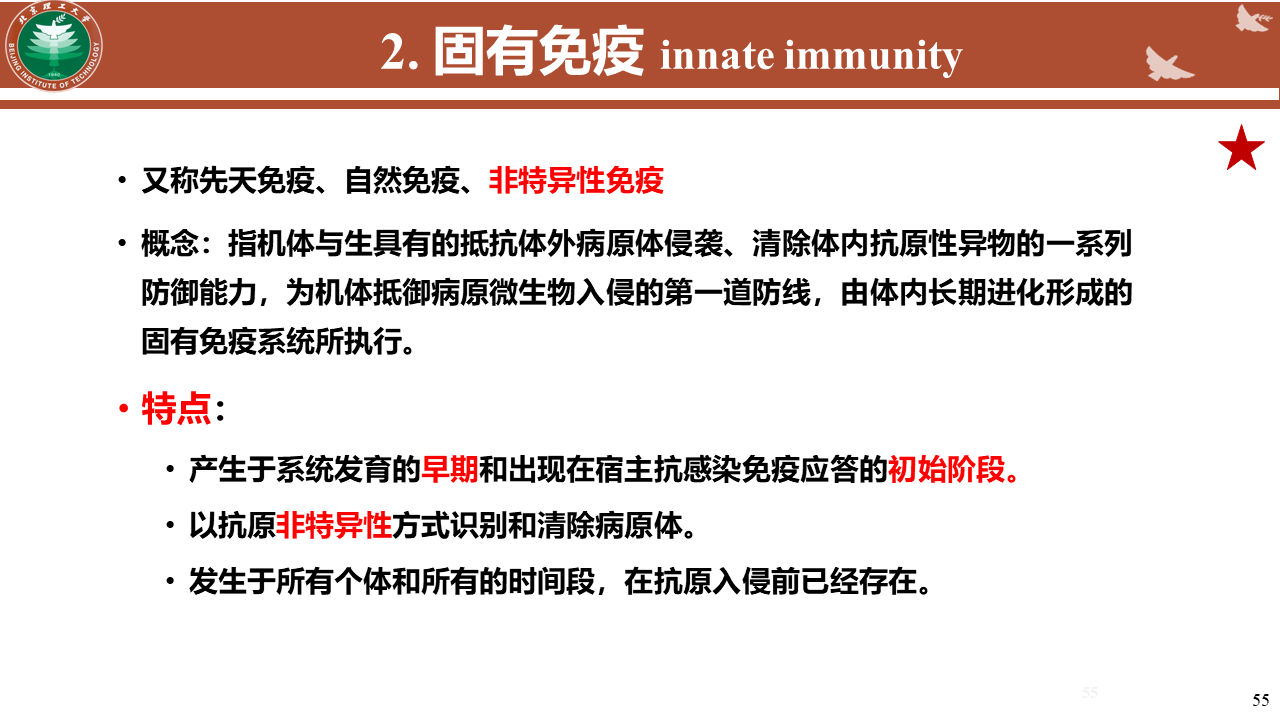 北京理工大学
BEIJING INSTITUTE OF TECHNOLOGY
1940
2. 固有免疫 innate immunity
• 又称先天免疫、自然免疫、非特异性免疫
• 概念：指机体与生具有的抵抗体外病原体侵袭、清除体内抗原性异物的一系列
防御能力，为机体抵御病原微生物入侵的第一道防线，由体内长期进化形成的
固有免疫系统所执行。
• 特点：
• 产生于系统发育的早期和出现在宿主抗感染免疫应答的初始阶段。
• 以抗原非特异性方式识别和清除病原体。
• 发生于所有个体和所有的时间段，在抗原入侵前已经存在。
55
55